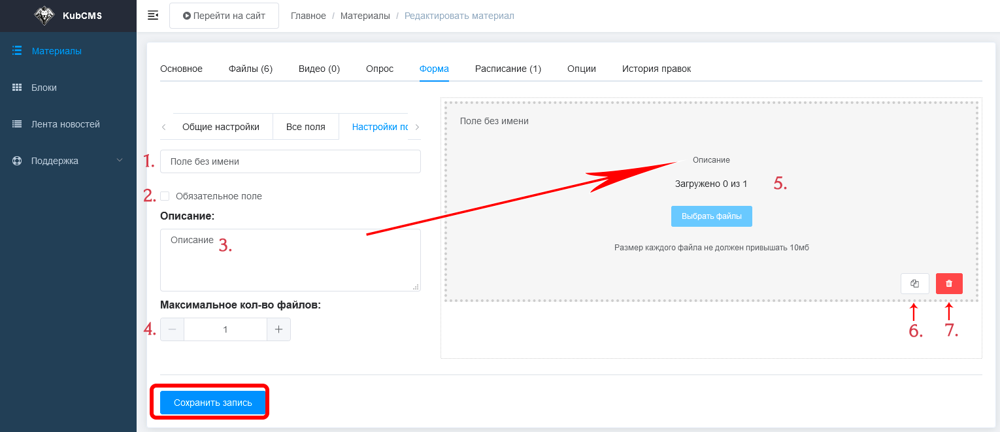 KubCMS
Перейти на сайт
Главное / Материалы / Редактировать материал
Материалы
Блоки
Лента новостей
Поддержка
Основное Файлы (6) Видео (0) Опрос Форма Расписание (1) Опции История правок
Общие настройки Все поля Настройки по
1. Поле без имени
2. Обязательное поле
Описание:
Описание 3.
Максимальное кол-во файлов:
4. 1
Поле без имени
Описание
Загружено 0 из 1 5.
Выбрать файлы
Размер каждого файла не должен привышать 10мб
6. 7.
Сохранить запись